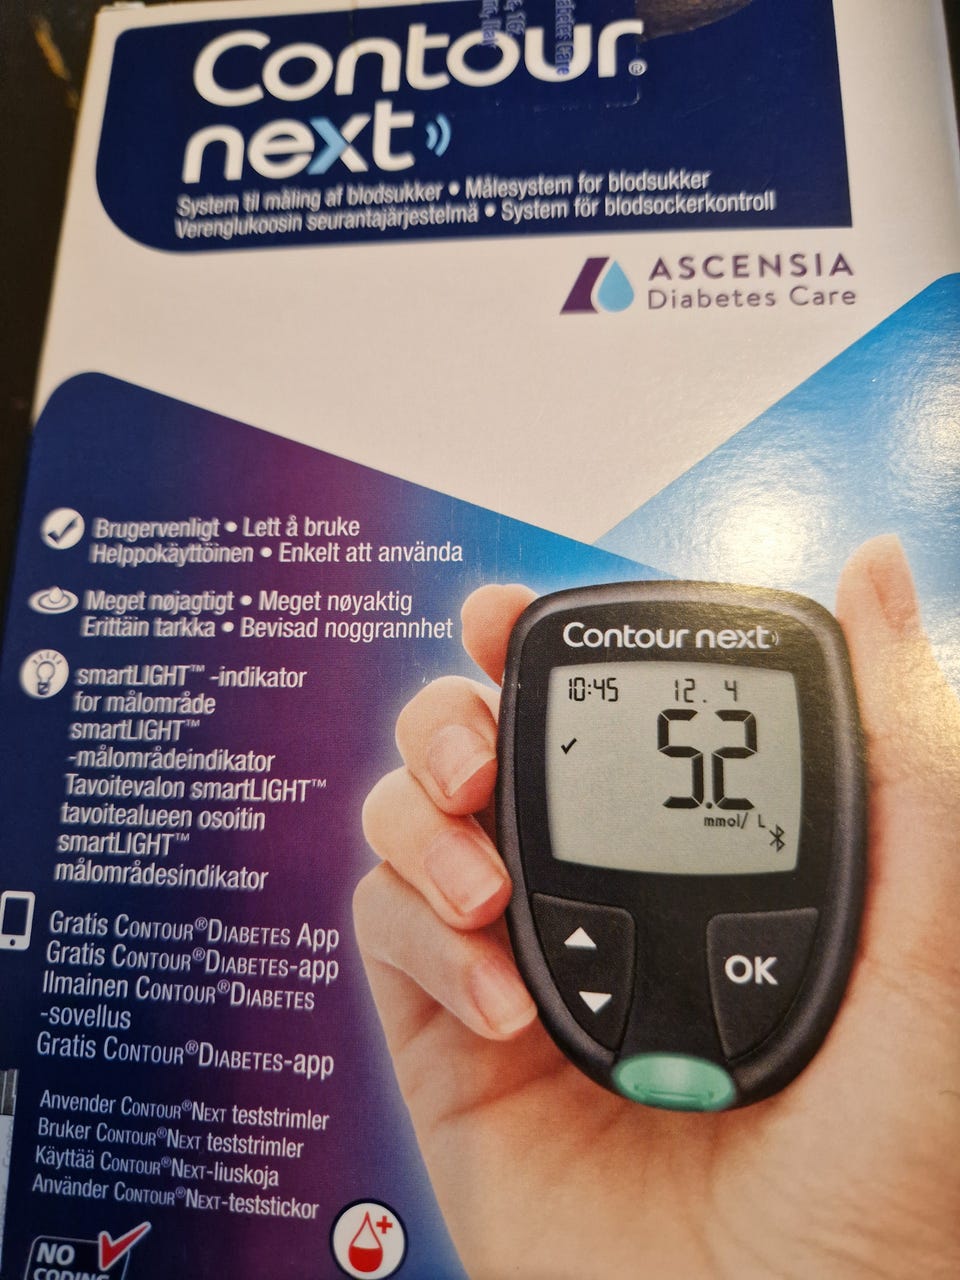 Contour®
next
System til måling af blodsukker • Målesystem for blodsukker
Verenglukoosin seurantajärjestelmä • System för blodsockerkontroll
ASCENSIA
Diabetes Care
Brugervenligt • Lett å bruke
Helppokäyttöinen • Enkelt att använda
Meget nøjagtigt • Meget nøyaktig
Erittäin tarkka • Bevisad noggrannhet
smartLIGHT™ -indikator
for målområde
smartLIGHT™
-målområdeindikator
Tavoitevalon smartLIGHT™
tavoitealueen osoitin
smartLIGHT™
målområdesindikator
Gratis CONTOUR®DIABETES APP
Gratis CONTOUR®DIABETES-app
Ilmainen CONTOUR®DIABETES
-sovellus
Gratis CONTOUR®DIABETES-app
Anvender CONTOUR®NEXT teststrimler
Bruker CONTOUR®NEXT teststrimler
Käyttää CONTOUR®NEXT-liuskoja
Använder CONTOUR®NEXT-teststickor
NO
CODING
Contour next
10:45 12. 4
✓ 5.2
mmol/ L
OK